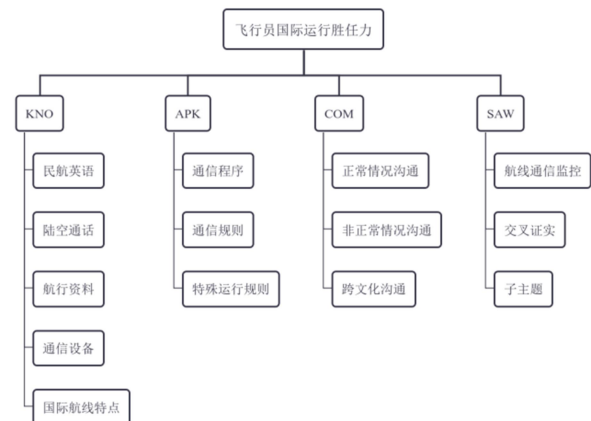 飞行员国际运行胜任力
KNO
APK
COM
SAW
民航英语
通信程序
正常情况沟通
航线通信监控
陆空通话
通信规则
非正常情况沟通
交叉证实
航行资料
特殊运行规则
跨文化沟通
子主题
通信设备
国际航线特点